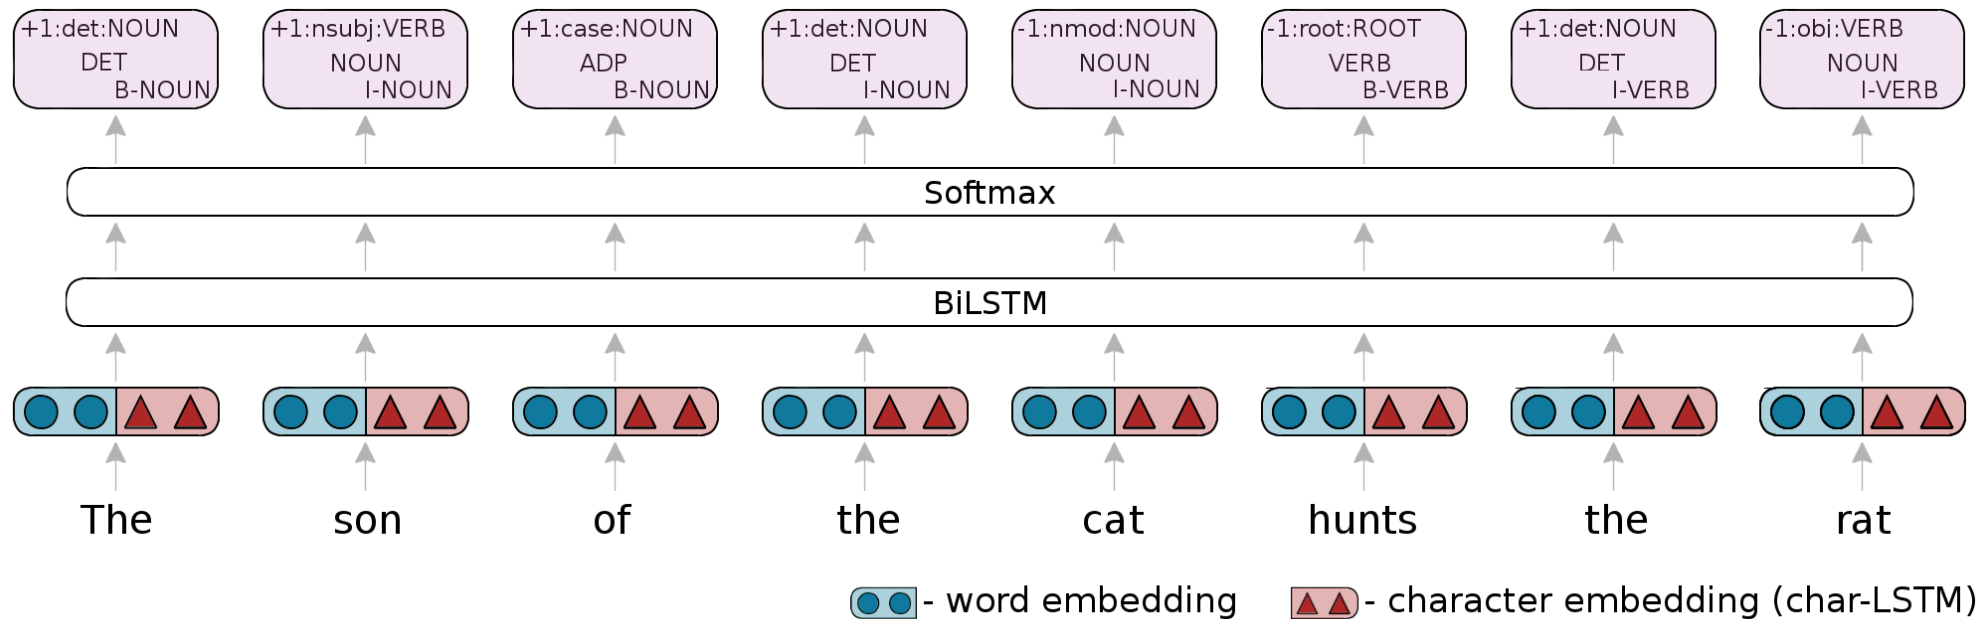 +1:det:NOUN +1:nsubj:VERB +1:case:NOUN +1:det:NOUN -1:nmod:NOUN -1:root:ROOT +1:det:NOUN -1:obj:VERB
DET NOUN ADP DET NOUN VERB DET NOUN
B-NOUN I-NOUN B-NOUN I-NOUN I-NOUN B-VERB I-VERB I-VERB
Softmax
BiLSTM
The son of the cat hunts the rat
- word embedding - character embedding (char-LSTM)